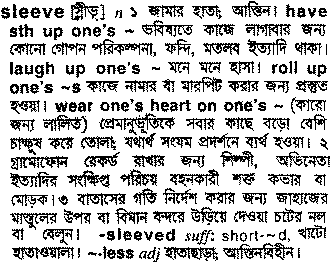 sleeve [স্লীভ্] n ১ জামার হাতা, আস্তিন। have
sth up one's ~ ভবিষ্যতে কাজে লাগাবার জন্য
কোনো গোপন পরিকল্পনা, ফন্দি, মতলব ইত্যাদি থাকা।
laugh up one's ~ মনে মনে হাসা। roll up
one's ~s কাজে নামার বা মারপিট করার জন্য প্রস্তুত
হওয়া। wear one's heart on one's ~ (কারো
জন্য লালিত) প্রেমানুভূতিকে সবার কাছে বড়ো বেশি
চাক্ষুষ করে তোলা; যথার্থ সংযম প্রদর্শনে ব্যর্থ হওয়া। ২
গ্রামোফোন রেকর্ড রাখার জন্য শিল্পী, অভিনেতা
ইত্যাদির সংক্ষিপ্ত পরিচয় বহনকারী শক্ত কভার বা
মোড়ক। ৩ বাতাসের গতি নির্দেশ করার জন্য জাহাজের
মাস্তুলের উপর বা বিমান বন্দরে উড়িয়ে দেওয়া চটের নল
বা বেলুন। -sleeved suff: short-~d, খাটো
হাতাওয়ালা। ~·less adj হাতাছাড়া; আস্তিনবিহীন।